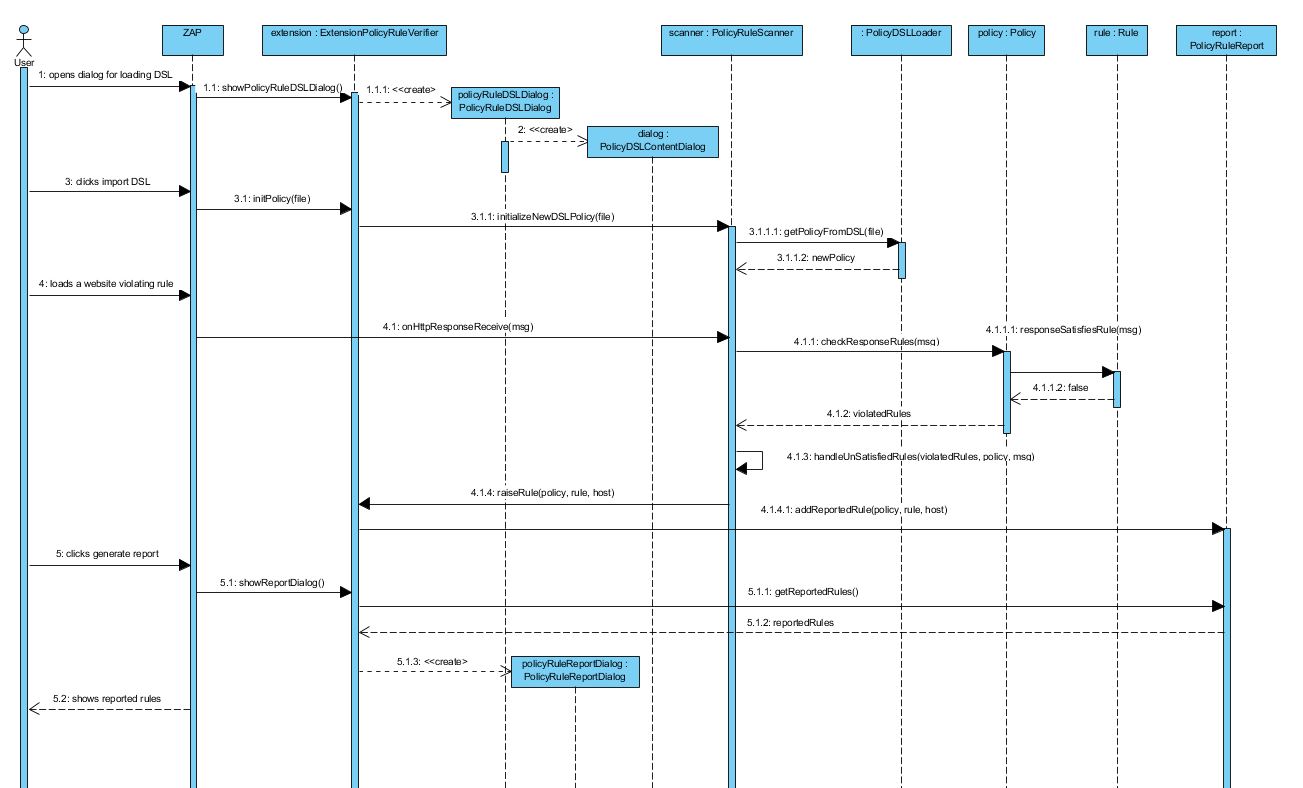 ZAP
extension : ExtensionPolicyRuleVerifier
scanner : PolicyRuleScanner
: PolicyDSLLoader
policy : Policy
rule : Rule
report :
PolicyRuleReport
User
1: opens dialog for loading DSL
1.1: showPolicyRuleDSLDialog()
1.1.1: <<create>
policyRuleDSLDialog :
PolicyRuleDSLDialog
2: <<create>
dialog :
PolicyDSLContentDialog
3: clicks import DSL
3.1: initPolicy(file)
3.1.1: initializeNewDSLPolicy(file)
3.1.1.1: getPolicyFromDSL(file)
3.1.1.2: newPolicy
4: loads a website violating rule
4.1: onHttpResponseReceive(msg)
4.1.1.1: responseSatisfiesRule(msg)
4.1.1: checkResponseRules(msg)
4.1.1.2: false
4.1.2: violatedRules
4.1.3: handleUnSatisfiedRules(violatedRules, policy, msg)
4.1.4: raiseRule(policy, rule, host)
4.1.4.1: addReportedRule(policy, rule, host)
5: clicks generate report
5.1: showReportDialog()
5.1.1: getReportedRules()
5.1.2: reportedRules
5.1.3: <<create>
policyRuleReportDialog :
PolicyRuleReportDialog
5.2: shows reported rules